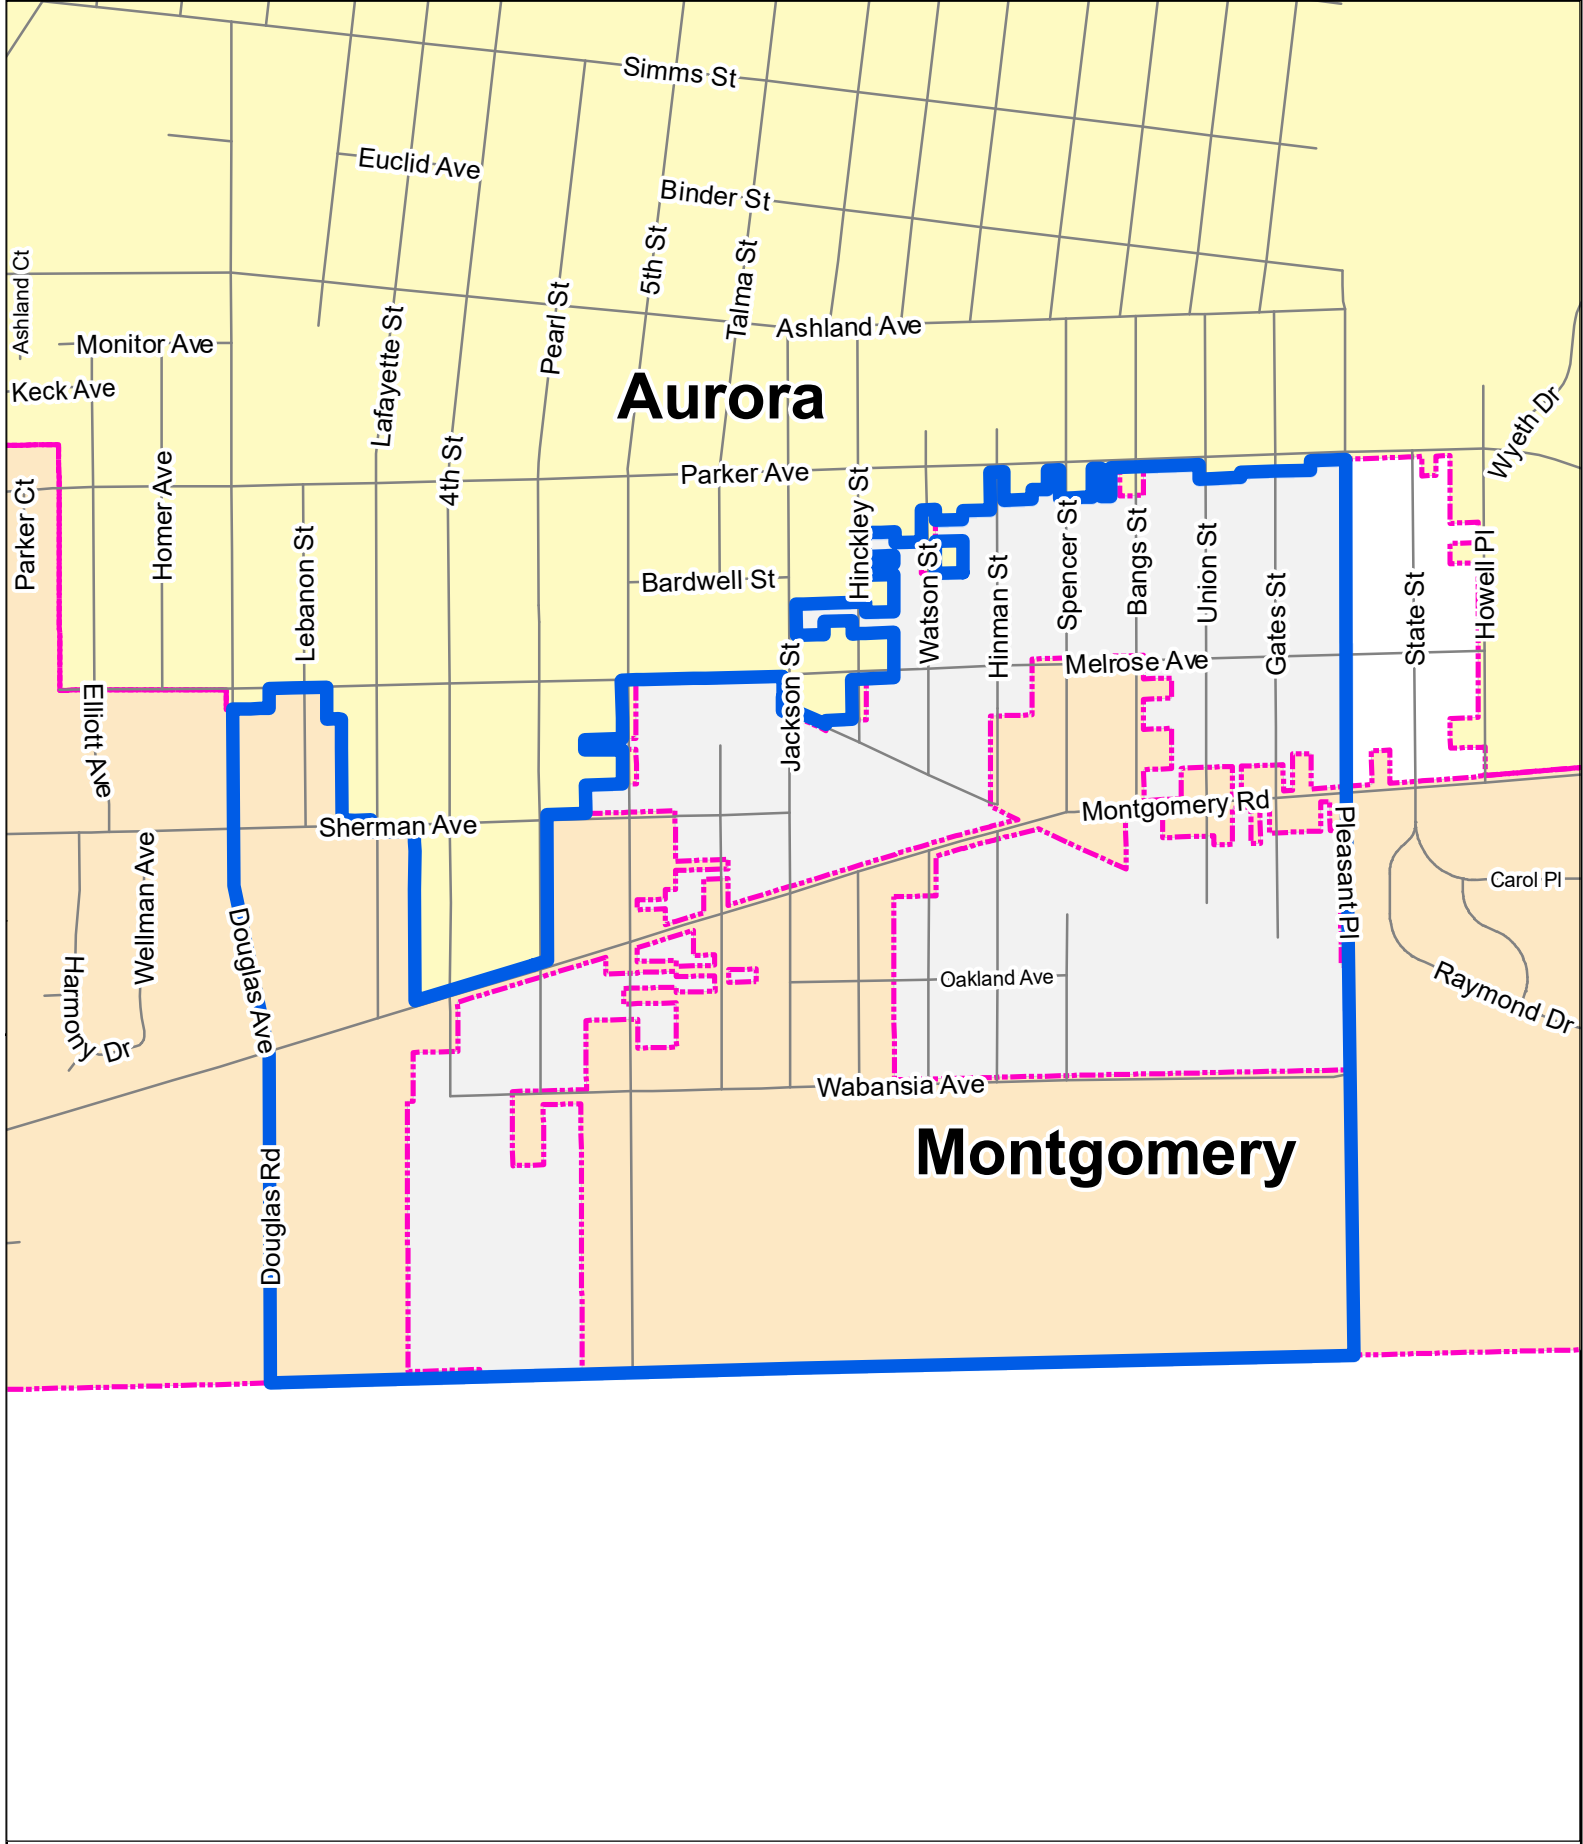 Simms St
Euclid Ave
Binder St
Ashland Ct
5th St
Talma St
Pearl St
Lafayette St
Ashland Ave
Monitor Ave
Keck Ave
Aurora
Wyeth Dr
4th St
Homer Ave
Parker Ct
Parker Ave
Hinckley St
Lebanon St
Bardwell St
Watson St
Hinman St
Spencer St
Bangs St
Union St
Gates St
State St
Howell Pl
Elliott Ave
Jackson St
Melrose Ave
Montgomery Rd
Sherman Ave
Pleasant Pl
Wellman Ave
Carol Pl
Douglas Ave
Harmony Dr
Oakland Ave
Raymond Dr
Wabansia Ave
Montgomery
Douglas Rd